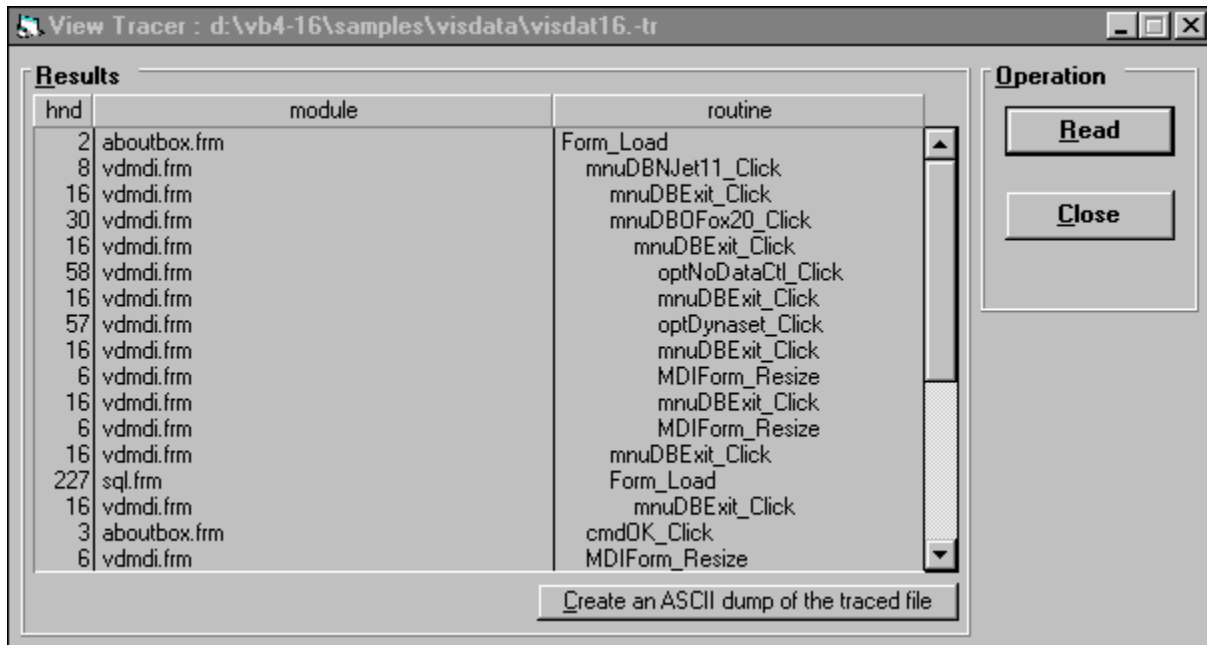 View Tracer : d:\vb4-16\samples\visdata\visdat16.-tr
Results
hnd module routine
2 aboutbox.frm Form_Load
8 vdmdi.frm mnuDBNJet11_Click
16 vdmdi.frm mnuDBExit_Click
30 vdmdi.frm mnuDBOFox20_Click
16 vdmdi.frm mnuDBExit_Click
58 vdmdi.frm optNoDataCtl_Click
16 vdmdi.frm mnuDBExit_Click
57 vdmdi.frm optDynaset_Click
16 vdmdi.frm mnuDBExit_Click
6 vdmdi.frm MDIForm_Resize
16 vdmdi.frm mnuDBExit_Click
6 vdmdi.frm MDIForm_Resize
16 vdmdi.frm mnuDBExit_Click
227 sql.frm Form_Load
16 vdmdi.frm mnuDBExit_Click
3 aboutbox.frm cmdOK_Click
6 vdmdi.frm MDIForm_Resize
Create an ASCII dump of the traced file
Operation
Read
Close